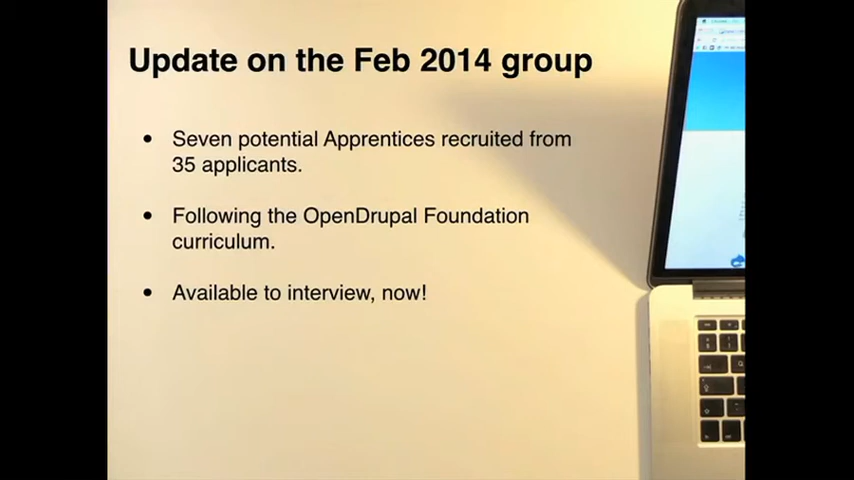 Update on the Feb 2014 group
• Seven potential Apprentices recruited from
35 applicants.
• Following the OpenDrupal Foundation
curriculum.
• Available to interview, now!